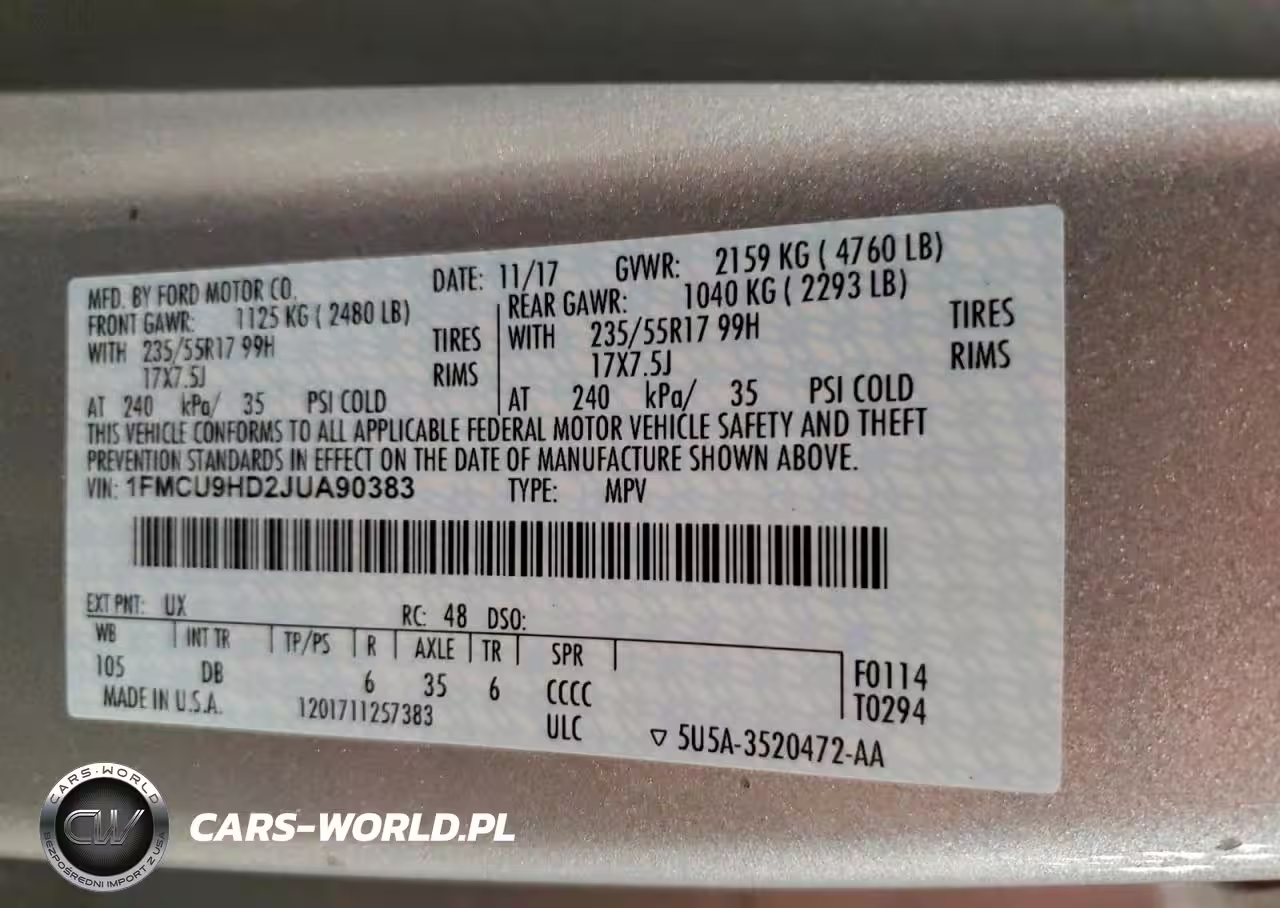 MFD. BY FORD MOTOR CO. DATE: 11/17 GVWR: 2159 KG ( 4760 LB)
FRONT GAWR: 1125 KG ( 2480 LB) REAR GAWR: 1040 KG ( 2293 LB)
WITH 235/55R17 99H TIRES WITH 235/55R17 99H TIRES
17X7.5J RIMS 17X7.5J RIMS
AT 240 kPa/ 35 PSI COLD AT 240 kPa/ 35 PSI COLD
THIS VEHICLE CONFORMS TO ALL APPLICABLE FEDERAL MOTOR VEHICLE SAFETY AND THEFT
PREVENTION STANDARDS IN EFFECT ON THE DATE OF MANUFACTURE SHOWN ABOVE.
VIN: 1FMCU9HD2JUA90383 TYPE: MPV
EXT PNT: UX RC: 48 DSO:
WB INT TR TP/PS R AXLE TR SPR
105 DB 6 35 6 CCCC F0114
MADE IN U.S.A. 1201711257383 ULC T0294
▽ 5U5A-3520472-AA
CARS-WORLD
CW
BEZPOŚREDNI IMPORT Z USA
CARS-WORLD.PL